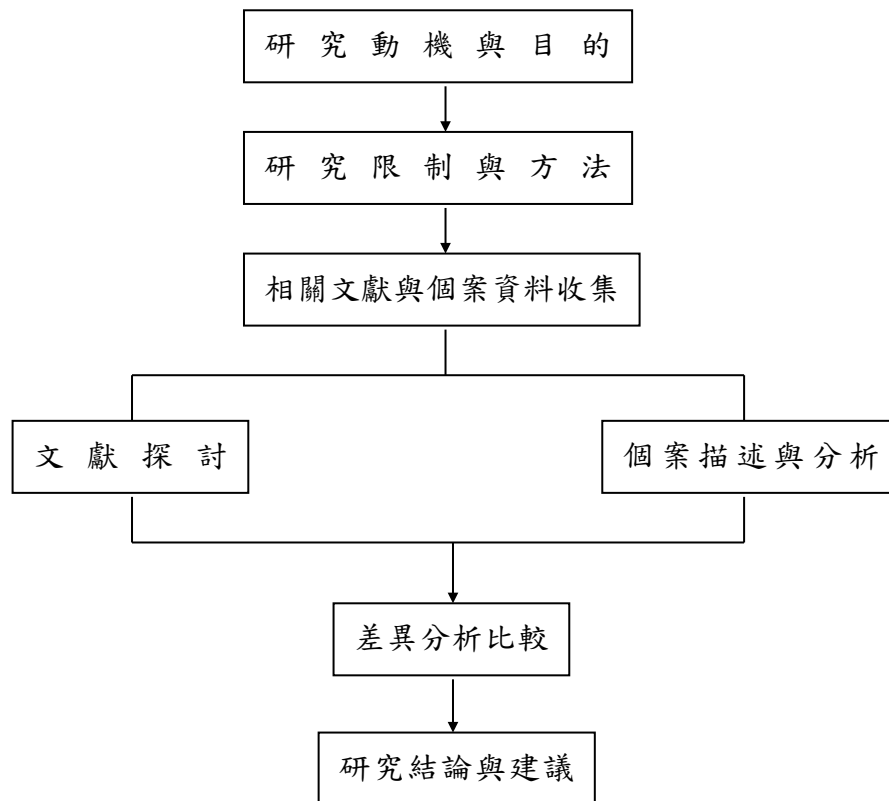 研究動機與目的
研究限制與方法
相關文獻與個案資料收集
文獻探討
個案描述與分析
差異分析比較
研究結論與建議